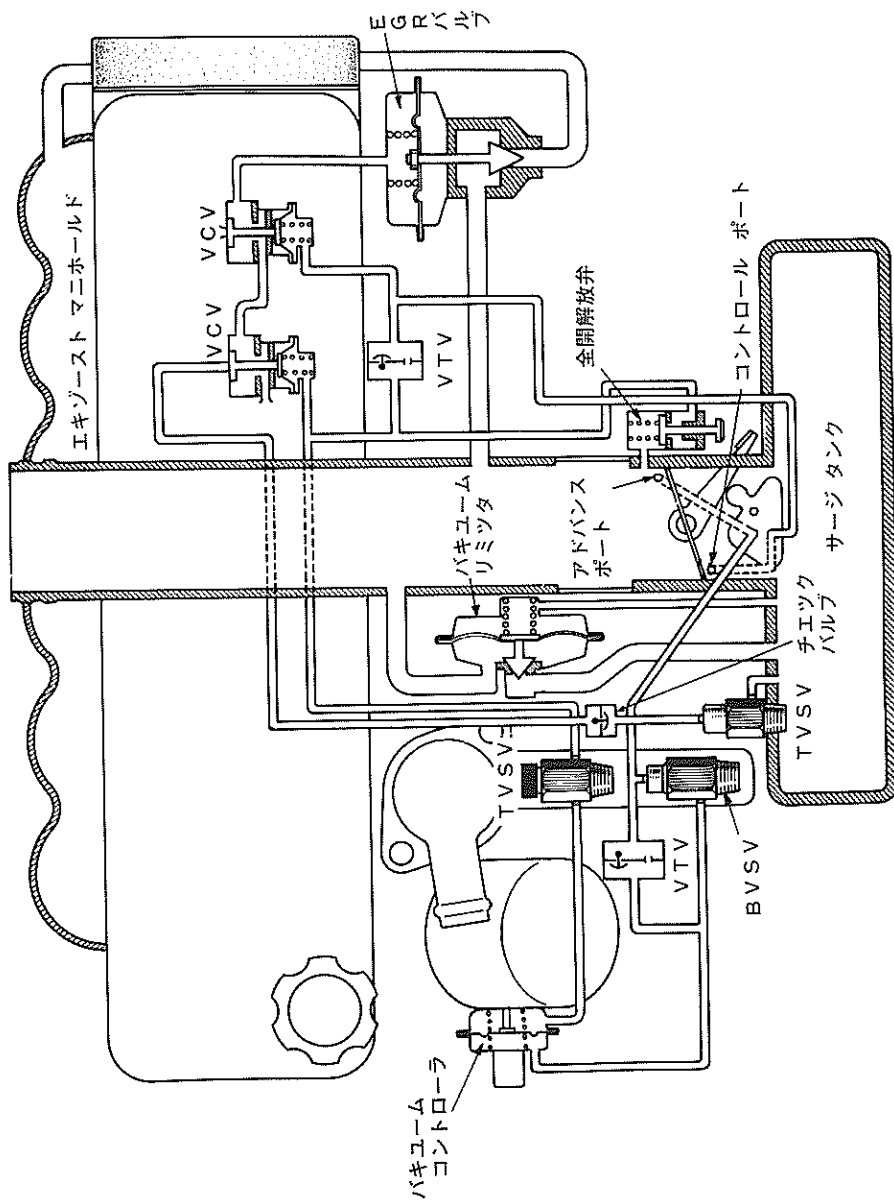 エキゾースト マニホールド
VCV
VCV
EGRバルブ
VTV
バキューム
リミツタ
全開解放弁
アドバンス
ポート
コントロール ポート
TVSV
バキューム
コントローラ
VTV
BVSV
TVSV
チェツク
バルブ
サージ タンク